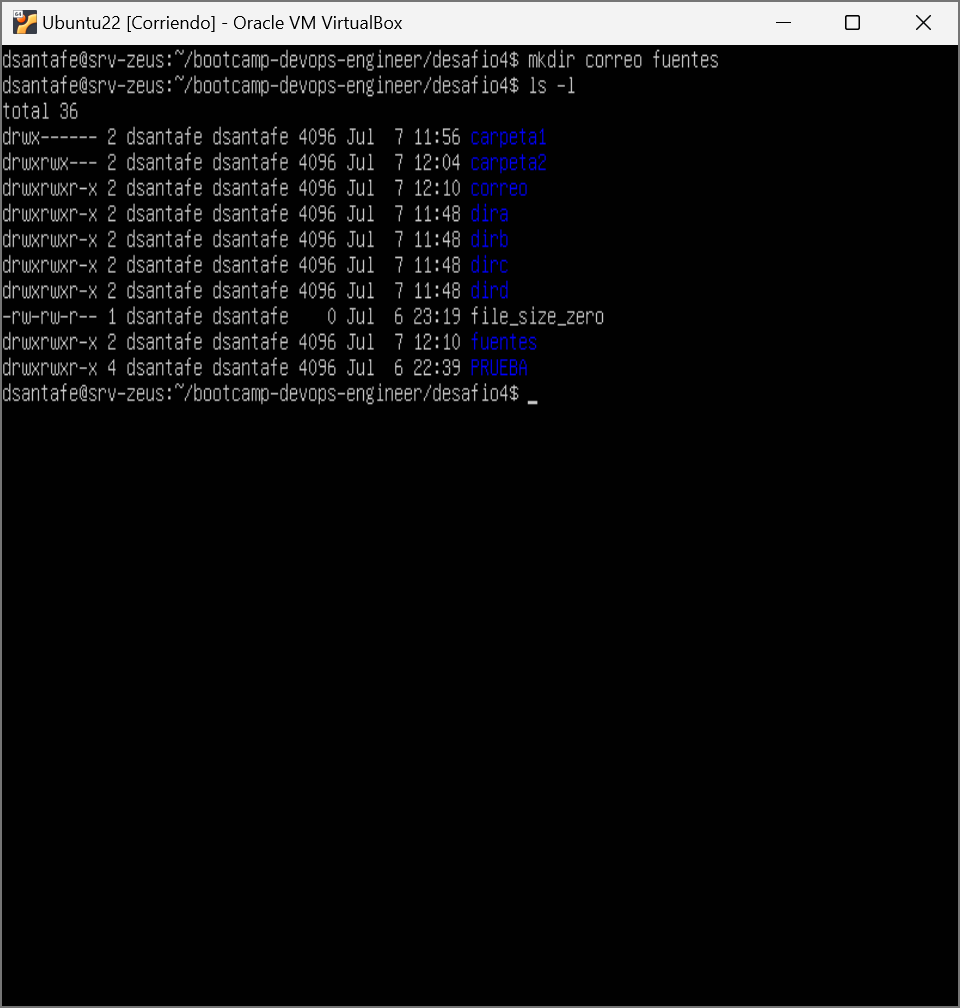 Ubuntu22 [Corriendo] - Oracle VM VirtualBox
dsantafe@srv-zeus:~/bootcamp-devops-engineer/desafio4$ mkdir correo fuentes
dsantafe@srv-zeus:~/bootcamp-devops-engineer/desafio4$ ls -l
total 36
drwx------ 2 dsantafe dsantafe 4096 Jul  7 11:56 carpeta1
drwxrwx--- 2 dsantafe dsantafe 4096 Jul  7 12:04 carpeta2
drwxrwxr-x 2 dsantafe dsantafe 4096 Jul  7 12:10 correo
drwxrwxr-x 2 dsantafe dsantafe 4096 Jul  7 11:48 dira
drwxrwxr-x 2 dsantafe dsantafe 4096 Jul  7 11:48 dirb
drwxrwxr-x 2 dsantafe dsantafe 4096 Jul  7 11:48 dirc
drwxrwxr-x 2 dsantafe dsantafe 4096 Jul  7 11:48 dird
-rw-rw-r-- 1 dsantafe dsantafe    0 Jul  6 23:19 file_size_zero
drwxrwxr-x 2 dsantafe dsantafe 4096 Jul  7 12:10 fuentes
drwxrwxr-x 4 dsantafe dsantafe 4096 Jul  6 22:39 PRUEBA
dsantafe@srv-zeus:~/bootcamp-devops-engineer/desafio4$ _